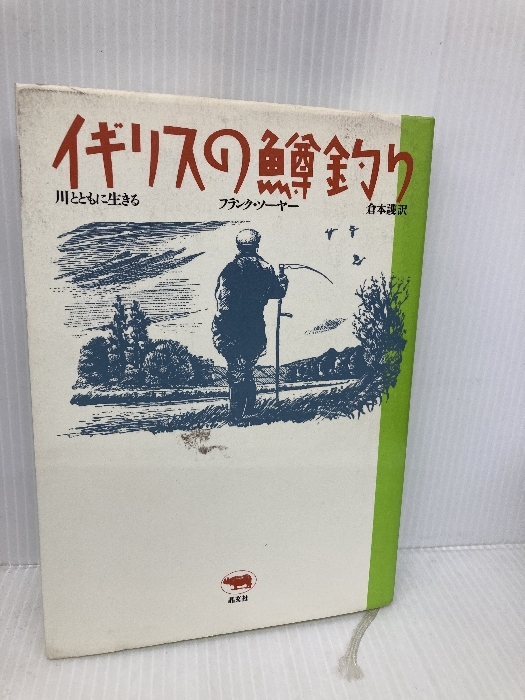 イギリスの鱒釣り
川とともに生きる フランク・ソーヤー 倉本護訳
晶文社